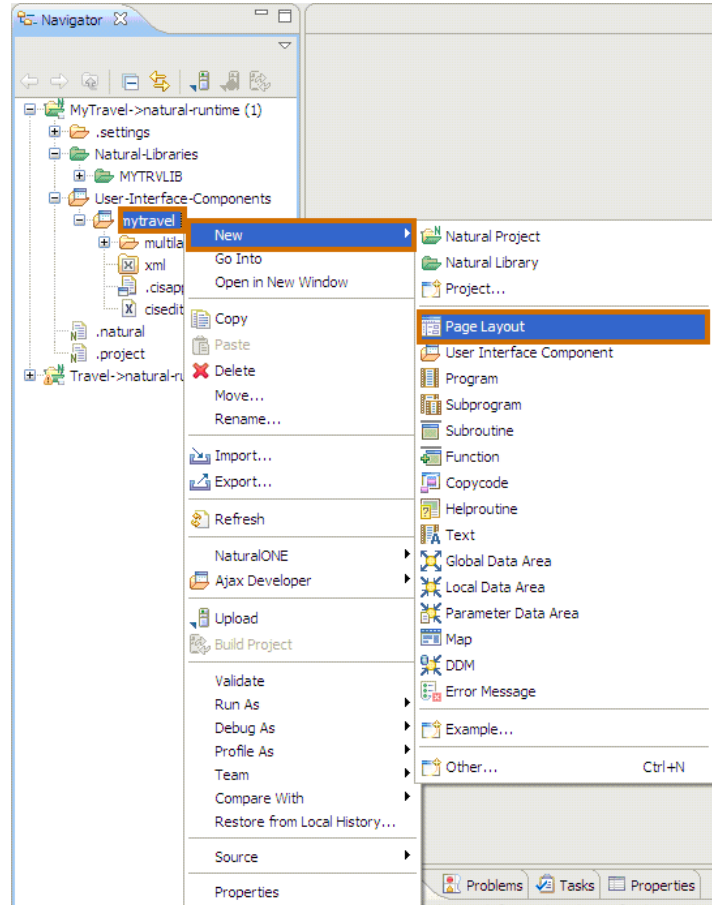 Navigator
MyTravel->natural-runtime (1)
.settings
Natural-Libraries
MYTRVLIB
User-Interface-Components
mytravel
multila
xml
.cisapp
cisedit
.natural
.project
Travel->natural-ru
New
Go Into
Open in New Window
Copy
Paste
Delete
Move...
Rename...
Import...
Export...
Refresh
NaturalONE
Ajax Developer
Upload
Build Project
Validate
Run As
Debug As
Profile As
Team
Compare With
Restore from Local History...
Source
Properties
Natural Project
Natural Library
Project...
Page Layout
User Interface Component
Program
Subprogram
Subroutine
Function
Copycode
Helproutine
Text
Global Data Area
Local Data Area
Parameter Data Area
Map
DDM
Error Message
Example...
Other... Ctrl+N
Problems Tasks Properties